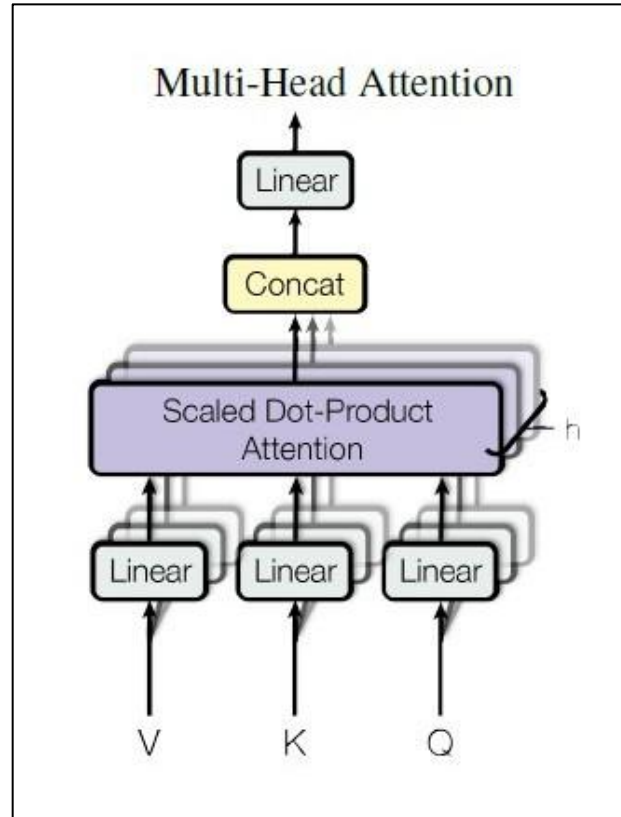 Multi-Head Attention
Linear
Concat
Scaled Dot-Product
Attention
h
Linear
Linear
Linear
V
K
Q